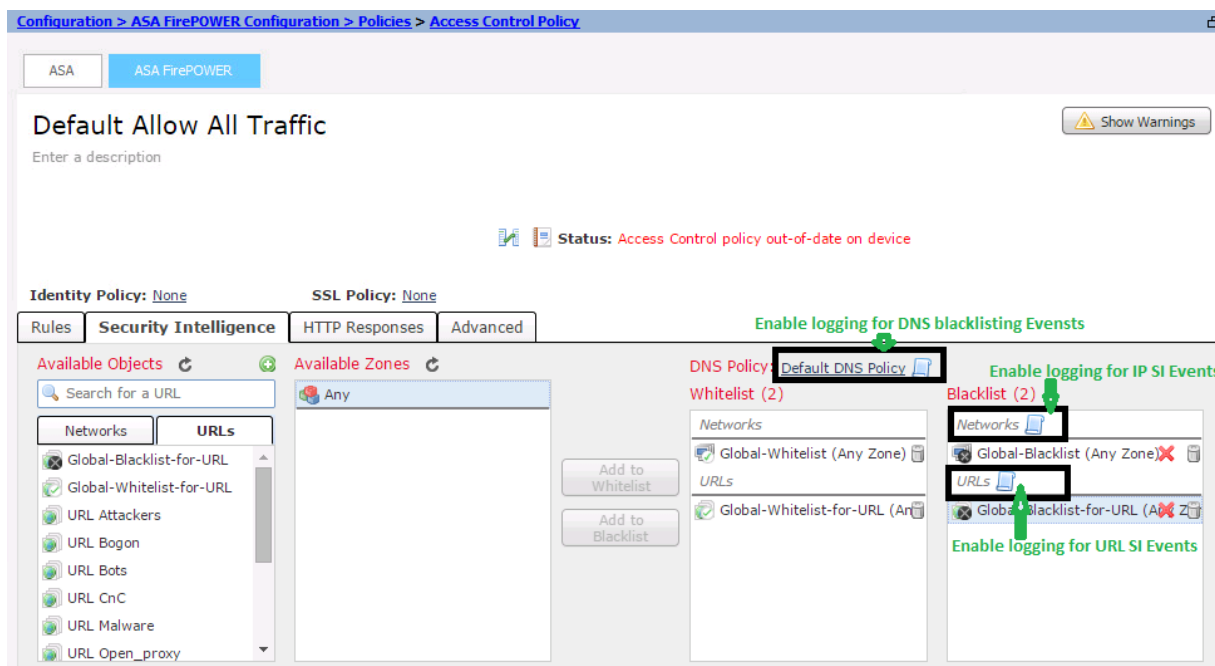 Configuration > ASA FirePOWER Configuration > Policies > Access Control Policy
ASA
ASA FirePOWER
Default Allow All Traffic
Show Warnings
Enter a description
Status: Access Control policy out-of-date on device
Identity Policy: None
SSL Policy: None
Rules
Security Intelligence
HTTP Responses
Advanced
Enable logging for DNS blacklisting Evensts
Available Objects
Search for a URL
Networks
URLs
Global-Blacklist-for-URL
Global-Whitelist-for-URL
URL Attackers
URL Bogon
URL Bots
URL CnC
URL Malware
URL Open_proxy
Available Zones
Any
Add to Whitelist
Add to Blacklist
DNS Policy: Default DNS Policy
Whitelist (2)
Networks
Global-Whitelist (Any Zone)
URLs
Global-Whitelist-for-URL (An
Enable logging for IP SI Events
Blacklist (2)
Networks
Global-Blacklist (Any Zone)
URLs
Global-Blacklist-for-URL (Any Z
Enable logging for URL SI Events